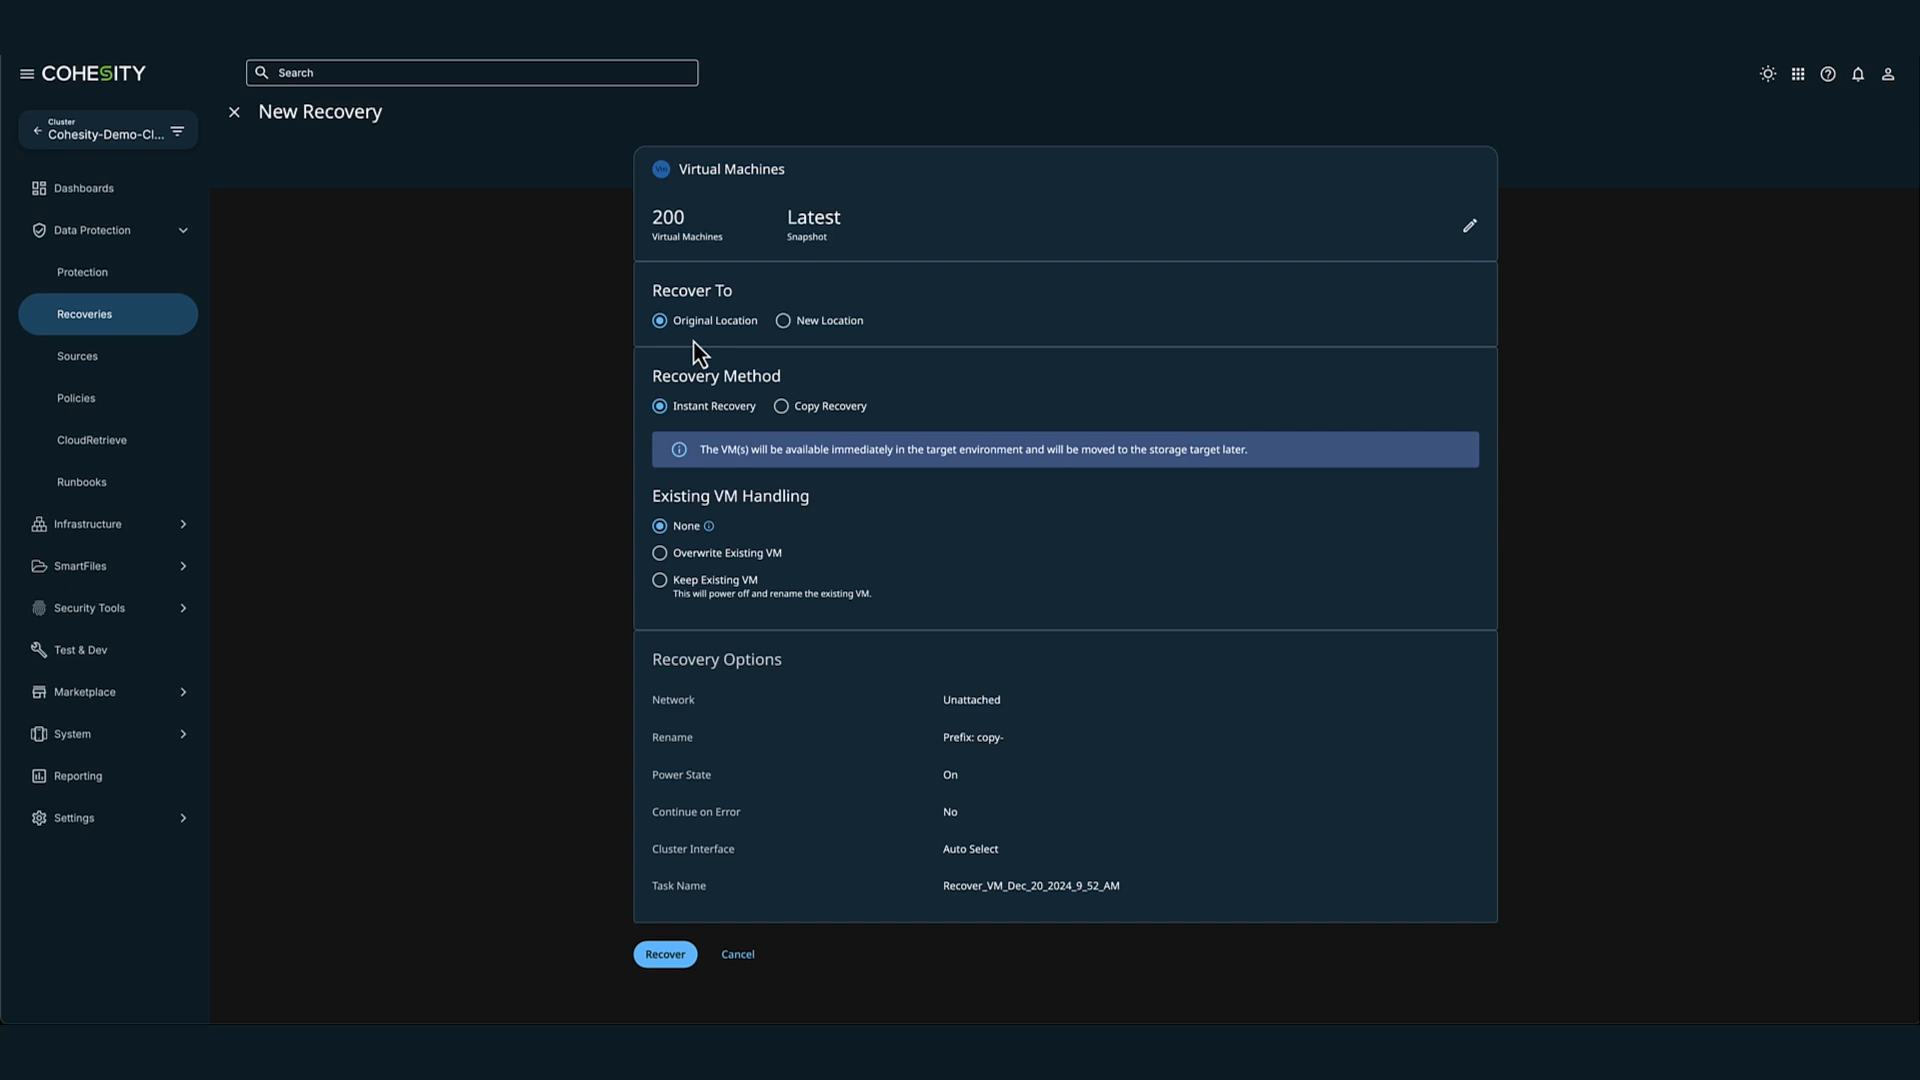 COHESITY
Search
Cluster
Cohesity-Demo-Cl...
New Recovery
Dashboards
Data Protection
Protection
Recoveries
Sources
Policies
CloudRetrieve
Runbooks
Infrastructure
SmartFiles
Security Tools
Test & Dev
Marketplace
System
Reporting
Settings
Virtual Machines
200
Virtual Machines
Latest
Snapshot
Recover To
Original Location
New Location
Recovery Method
Instant Recovery
Copy Recovery
The VM(s) will be available immediately in the target environment and will be moved to the storage target later.
Existing VM Handling
None
Overwrite Existing VM
Keep Existing VM
This will power off and rename the existing VM.
Recovery Options
Network Unattached
Rename Prefix: copy-
Power State On
Continue on Error No
Cluster Interface Auto Select
Task Name Recover_VM_Dec_20_2024_9_52_AM
Recover
Cancel